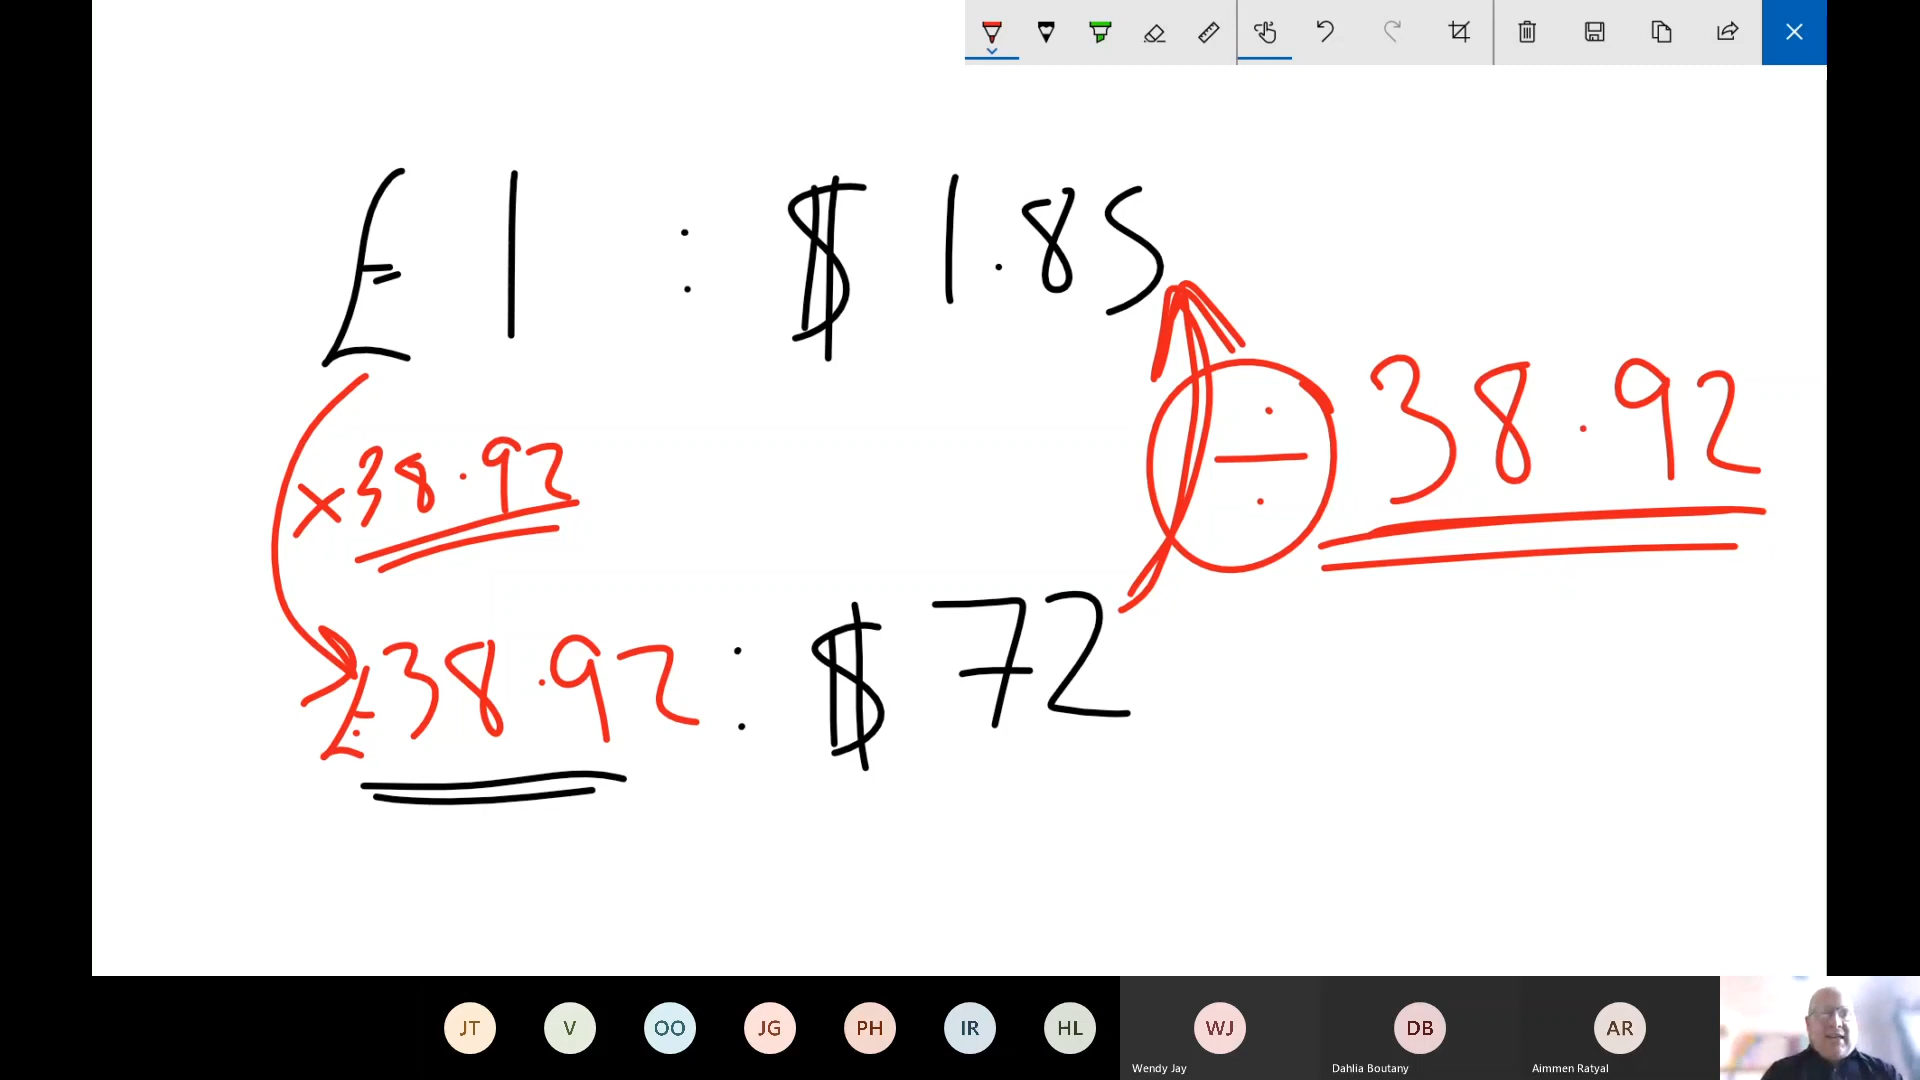 £ 1 : $ 1.85
÷ 38.92
×38.92
£38.92 : $ 72
JT V OO JG PH IR HL WJ DB AR
Wendy Jay Dahlia Boutany Aimmen Ratyal